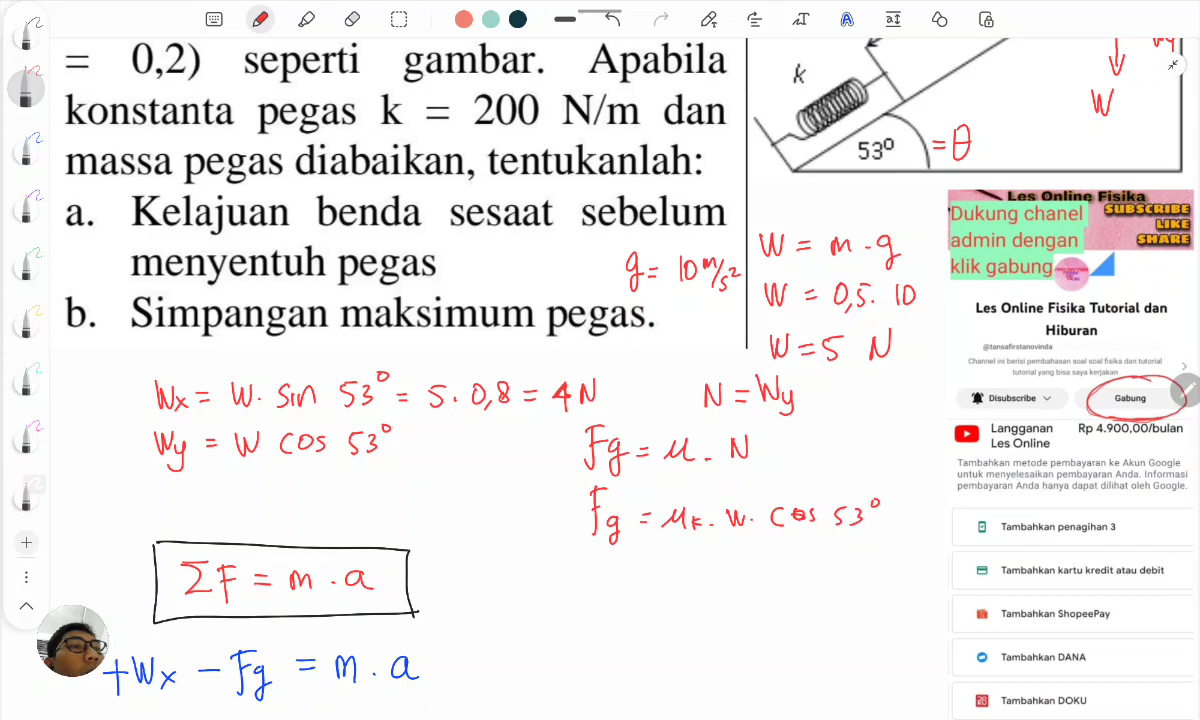 = 0,2) seperti gambar. Apabila
konstanta pegas k = 200 N/m dan
massa pegas diabaikan, tentukanlah:
a. Kelajuan benda sesaat sebelum
menyentuh pegas
b. Simpangan maksimum pegas.
k
53⁰
= θ
W
Wy
g = 10 m/s²
W = m . g
W = 0,5 . 10
W = 5 N
Wx = W . sin 53° = 5 . 0,8 = 4 N
Wy = W cos 53°
N = Wy
Fg = μ . N
Fg = μk . W . cos 53°
ΣF = m . a
+Wx - Fg = m . a
Les Online Fisika
SUBSCRIBE
LIKE
SHARE
Dukung chanel
admin dengan
klik gabung
Les Online Fisika Tutorial dan
Hiburan
@tansafirstanovinda
Channel ini berisi pembahasan soal soal fisika dan tutorial
tutorial yang bisa saya kerjakan
Disubscribe
Gabung
Langganan Rp 4.900,00/bulan
Les Online
Tambahkan metode pembayaran ke Akun Google
untuk menyelesaikan pembayaran Anda. Informasi
pembayaran Anda hanya dapat dilihat oleh Google.
Tambahkan penagihan 3
Tambahkan kartu kredit atau debit
Tambahkan ShopeePay
Tambahkan DANA
Tambahkan DOKU